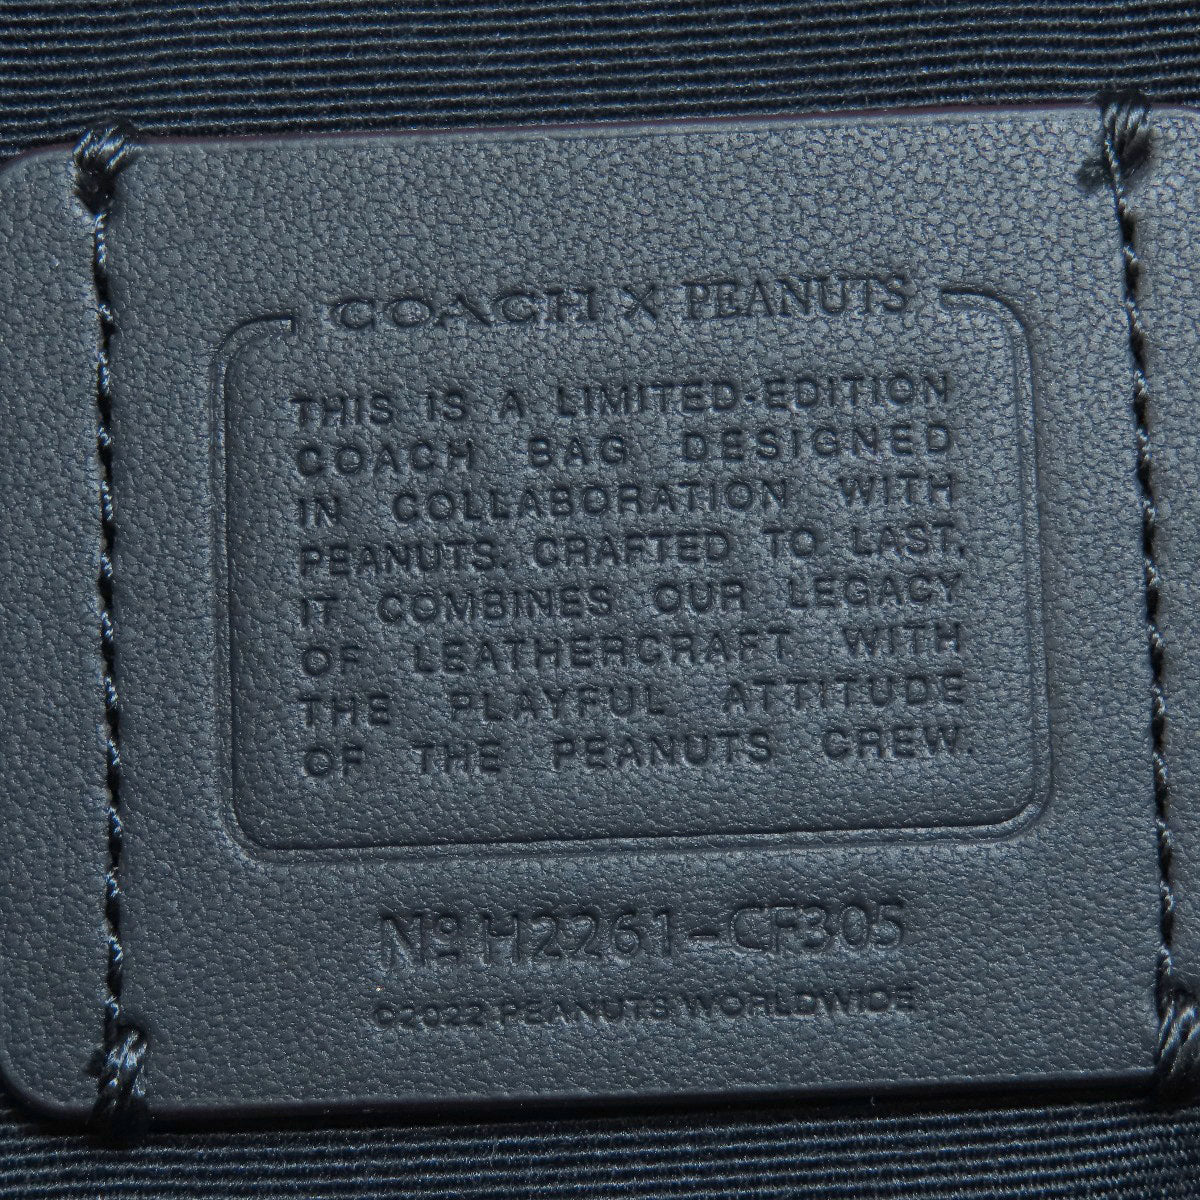 COACH X PEANUTS
THIS IS A LIMITED-EDITION
COACH BAG DESIGNED
IN COLLABORATION WITH
PEANUTS. CRAFTED TO LAST,
IT COMBINES OUR LEGACY
OF LEATHERCRAFT WITH
THE PLAYFUL ATTITUDE
OF THE PEANUTS CREW.
Nº H2261-CF305
©2022 PEANUTS WORLDWIDE